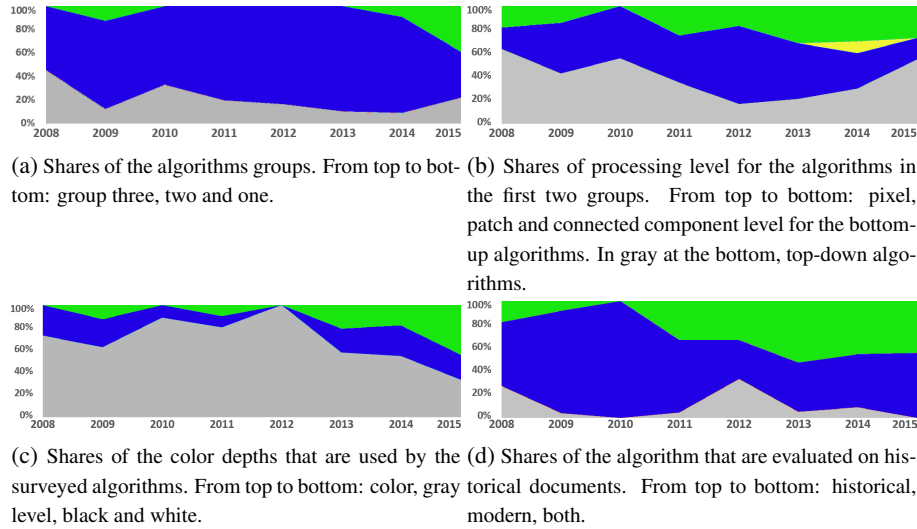 100%
80%
60%
40%
20%
0%
2008 2009 2010 2011 2012 2013 2014 2015
(a) Shares of the algorithms groups. From top to bot-
tom: group three, two and one.
100%
80%
60%
40%
20%
0%
2008 2009 2010 2011 2012 2013 2014 2015
(b) Shares of processing level for the algorithms in
the first two groups. From top to bottom: pixel,
patch and connected component level for the bottom-
up algorithms. In gray at the bottom, top-down algo-
rithms.
100%
80%
60%
40%
20%
0%
2008 2009 2010 2011 2012 2013 2014 2015
(c) Shares of the color depths that are used by the
surveyed algorithms. From top to bottom: color, gray
level, black and white.
100%
80%
60%
40%
20%
0%
2008 2009 2010 2011 2012 2013 2014 2015
(d) Shares of the algorithm that are evaluated on his-
torical documents. From top to bottom: historical,
modern, both.